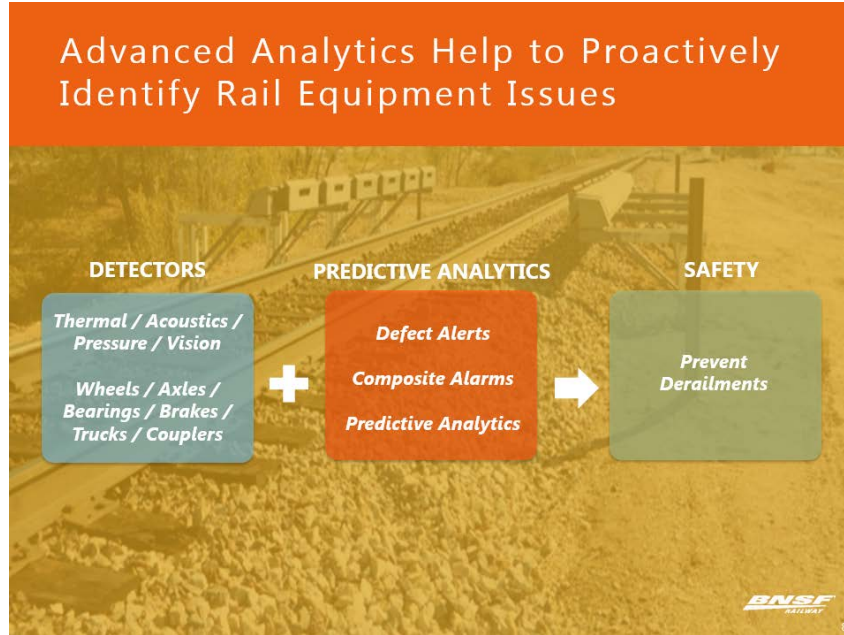 Advanced Analytics Help to Proactively
Identify Rail Equipment Issues
DETECTORS
Thermal / Acoustics /
Pressure / Vision
Wheels / Axles /
Bearings / Brakes /
Trucks / Couplers
PREDICTIVE ANALYTICS
Defect Alerts
Composite Alarms
Predictive Analytics
SAFETY
Prevent
Derailments
BNSF
RAILWAY